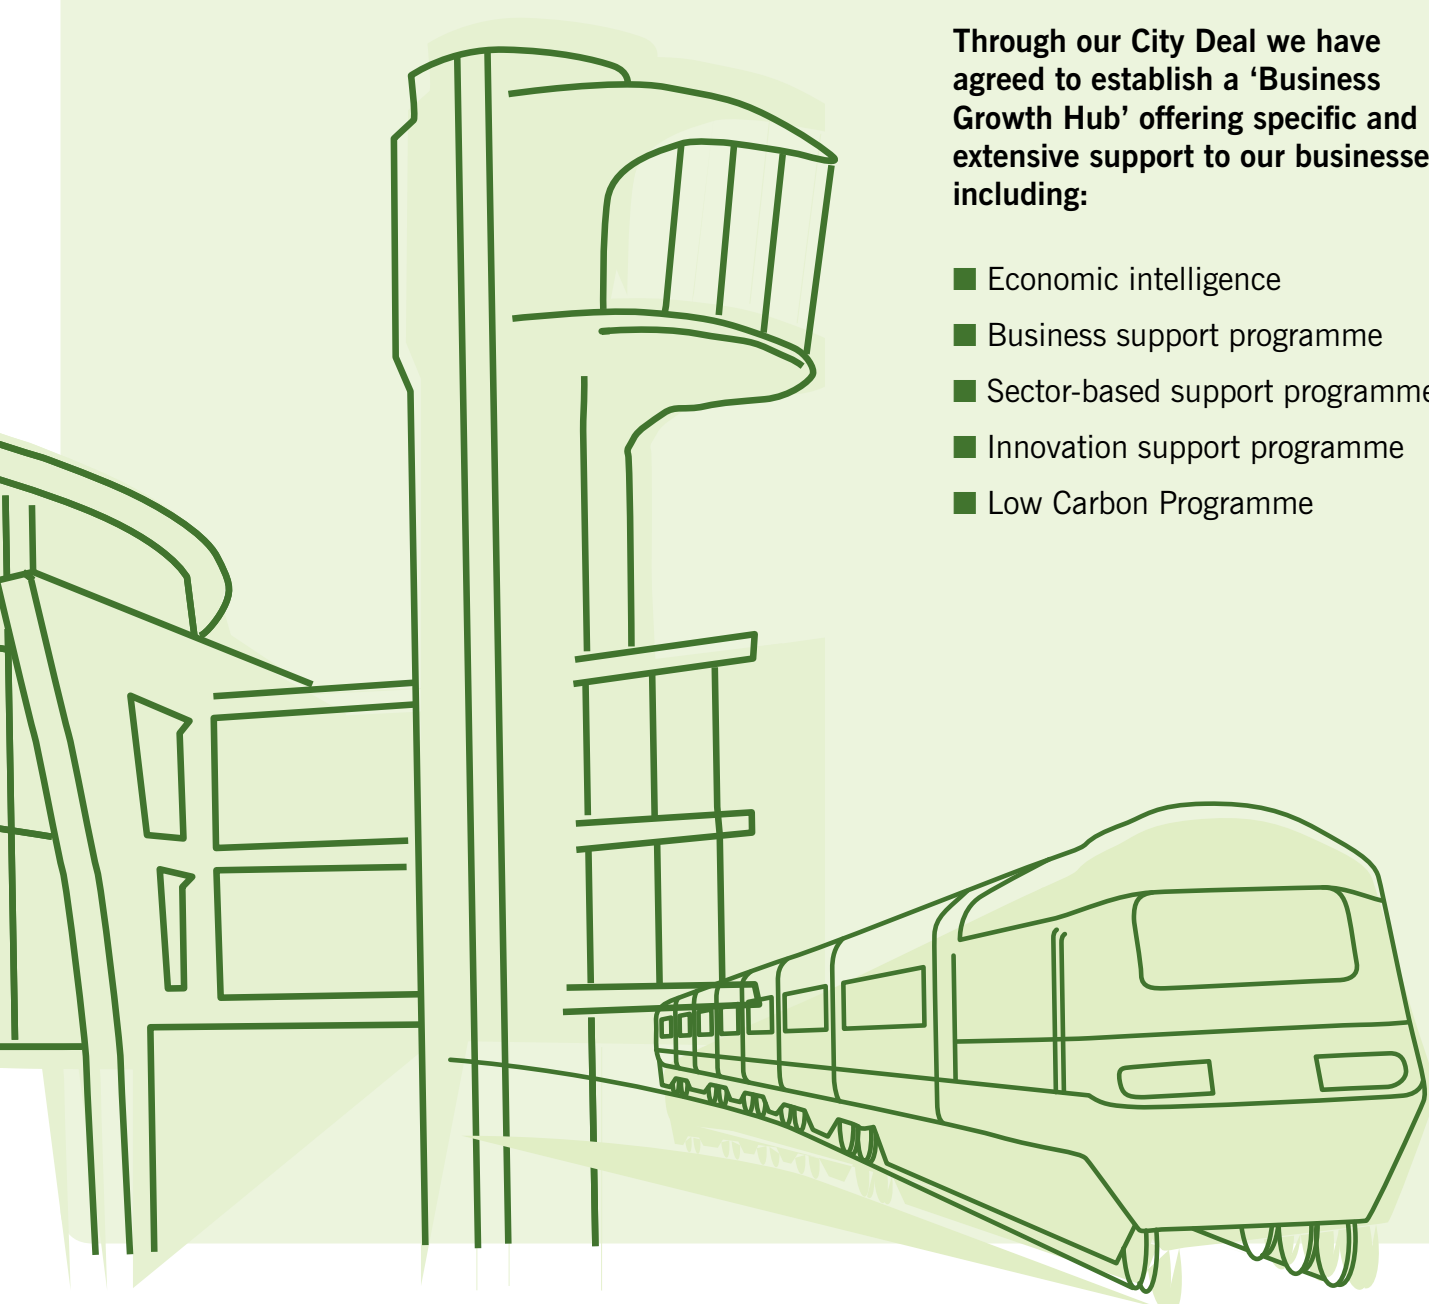 Through our City Deal we have
agreed to establish a ‘Business
Growth Hub’ offering specific and
extensive support to our businesse
including:
Economic intelligence
Business support programme
Sector-based support programme
Innovation support programme
Low Carbon Programme